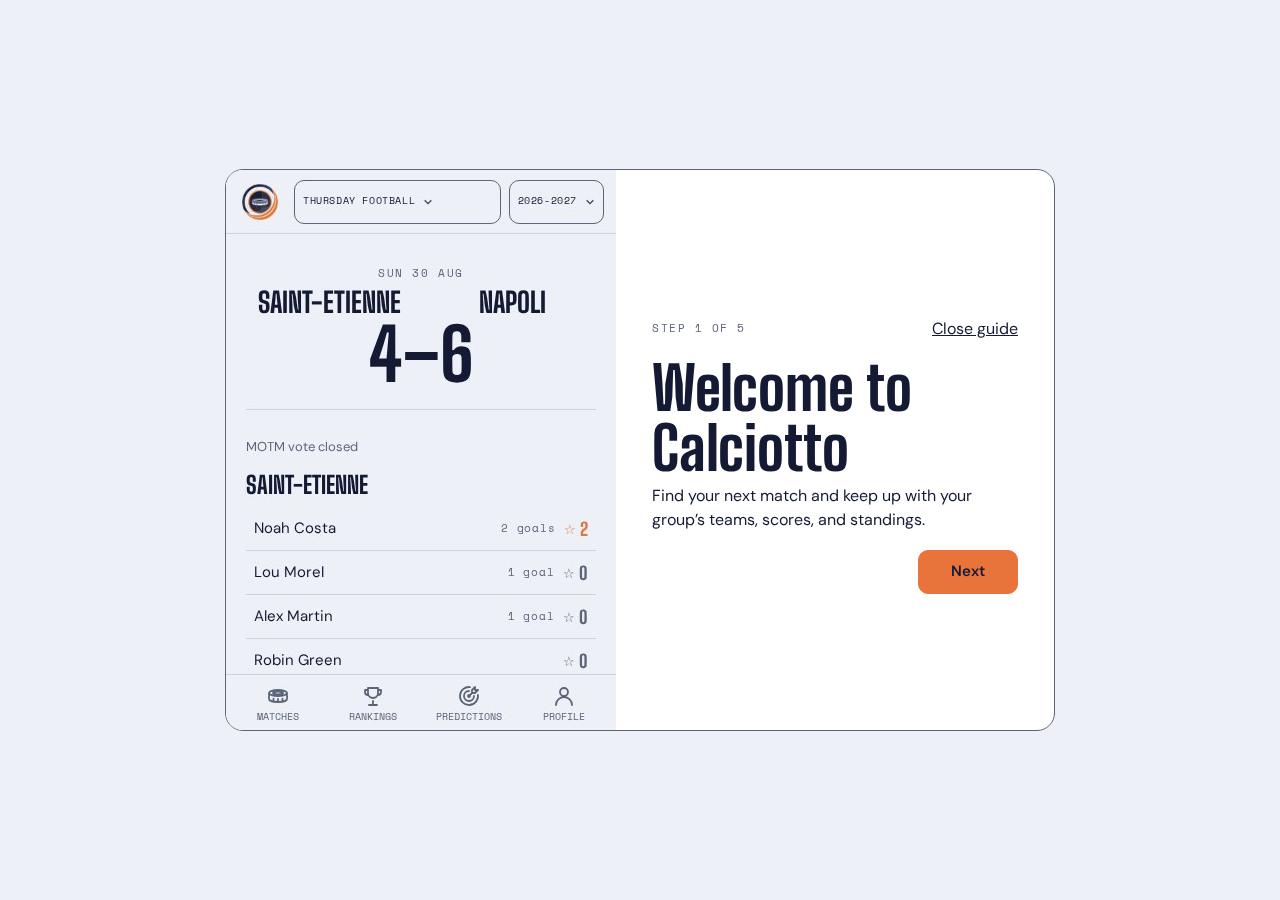 THURSDAY FOOTBALL
2026-2027
SUN 30 AUG
SAINT-ETIENNE NAPOLI
4–6
MOTM vote closed
SAINT-ETIENNE
Noah Costa 2 goals ☆ 2
Lou Morel 1 goal ☆ 0
Alex Martin 1 goal ☆ 0
Robin Green ☆ 0
MATCHES RANKINGS PREDICTIONS PROFILE
STEP 1 OF 5
Close guide
Welcome to
Calciotto
Find your next match and keep up with your
group’s teams, scores, and standings.
Next